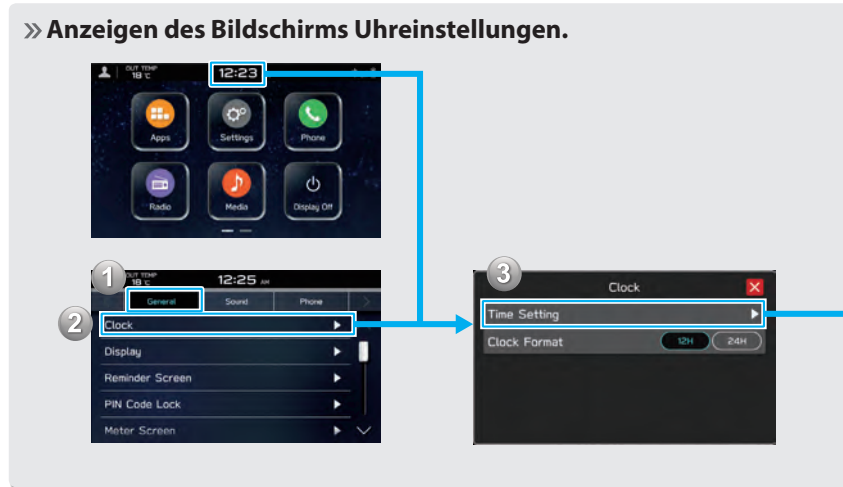 » Anzeigen des Bildschirms Uhreinstellungen.
OUT TEMP
18 °C
12:23
Apps
Settings
Phone
Radio
Media
Display Off
1
OUT TEMP
18 °C
12:25 AM
General
Sound
Phone
2
Clock
Display
Reminder Screen
PIN Code Lock
Meter Screen
3
Clock
Time Setting
Clock Format
12H
24H